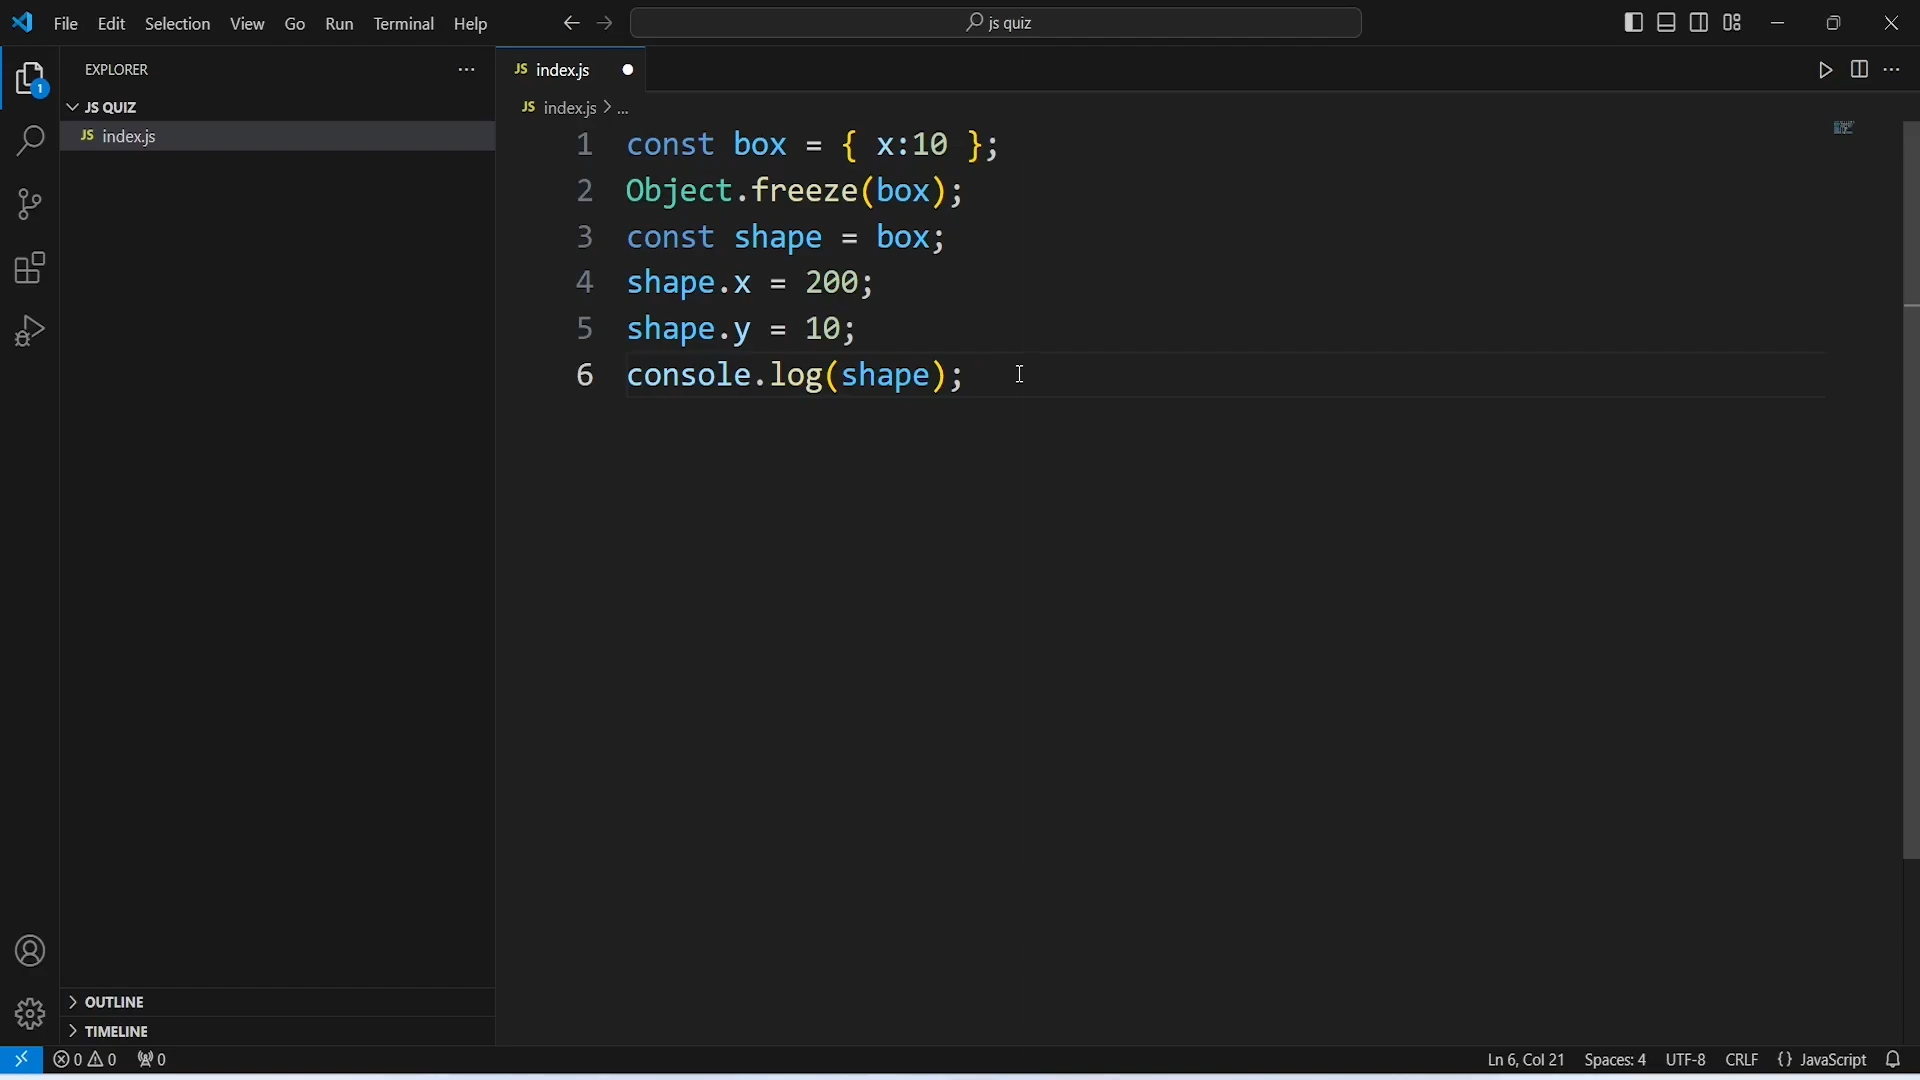 File Edit Selection View Go Run Terminal Help
js quiz
EXPLORER
JS QUIZ
JS index.js
JS index.js
JS index.js > ...
1 const box = { x:10 };
2 Object.freeze(box);
3 const shape = box;
4 shape.x = 200;
5 shape.y = 10;
6 console.log(shape);
1
OUTLINE
TIMELINE
0 0 0
Ln 6, Col 21 Spaces: 4 UTF-8 CRLF {} JavaScript